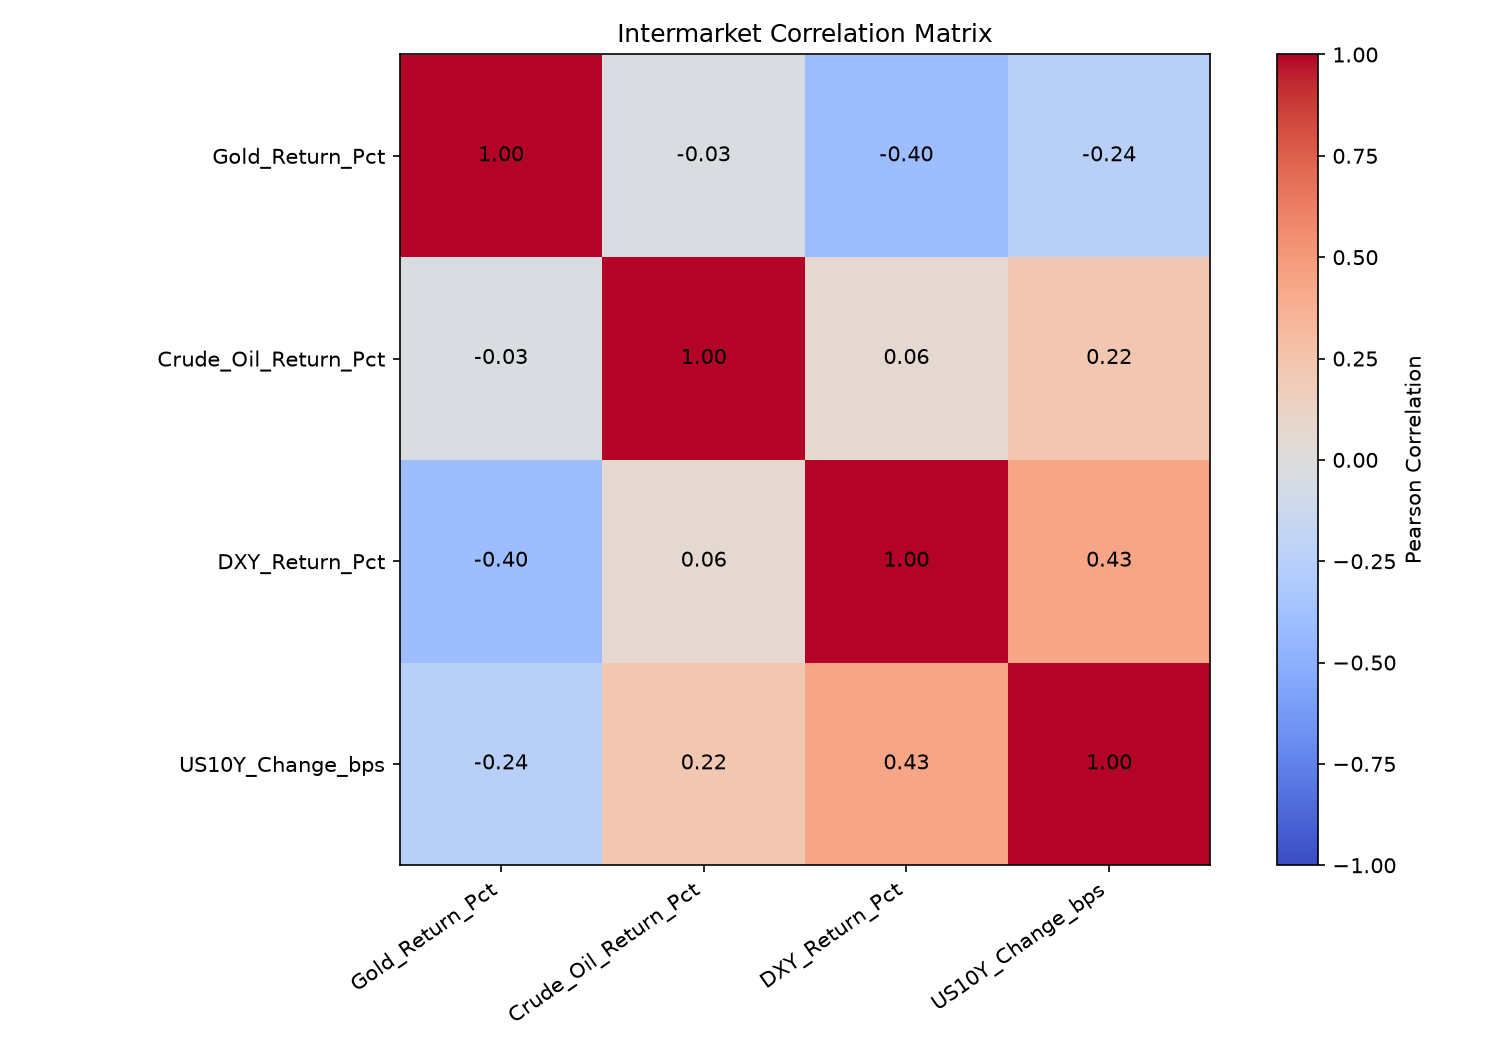 Intermarket Correlation Matrix
Gold_Return_Pct
1.00
-0.03
-0.40
-0.24
Crude_Oil_Return_Pct
-0.03
1.00
0.06
0.22
DXY_Return_Pct
-0.40
0.06
1.00
0.43
US10Y_Change_bps
-0.24
0.22
0.43
1.00
Gold_Return_Pct
Crude_Oil_Return_Pct
DXY_Return_Pct
US10Y_Change_bps
1.00
0.75
0.50
0.25
0.00
−0.25
−0.50
−0.75
−1.00
Pearson Correlation